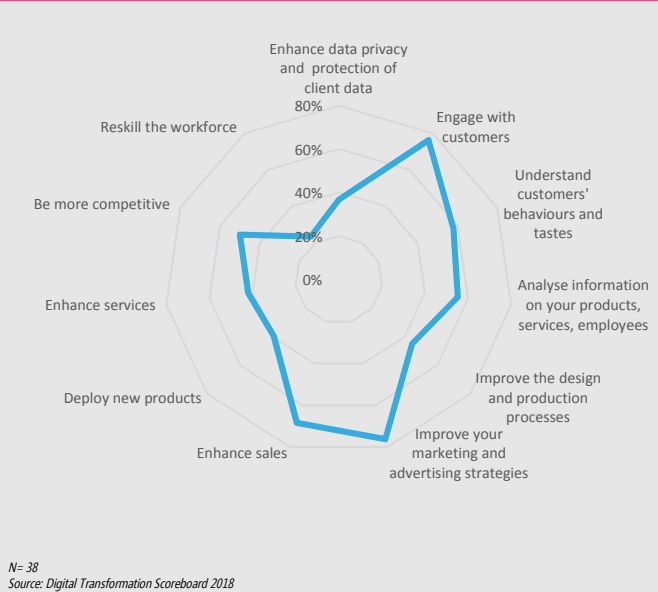 Enhance data privacy
and protection of
client data
80%
Engage with
customers
Reskill the workforce
60%
Understand
customers'
behaviours and
tastes
40%
Be more competitive
20%
0%
Analyse information
on your products,
services, employees
Enhance services
Improve the design
and production
processes
Deploy new products
Improve your
marketing and
advertising strategies
Enhance sales
N= 38
Source: Digital Transformation Scoreboard 2018